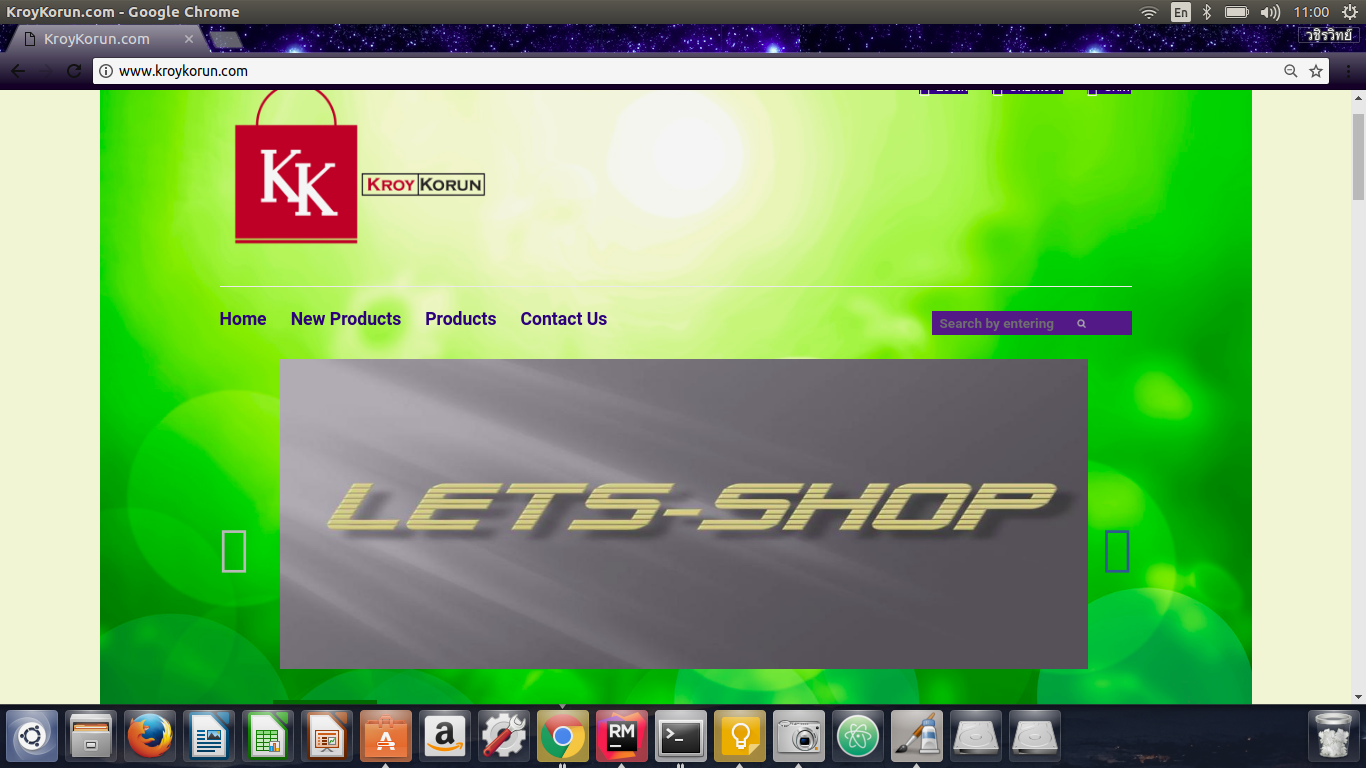 KroyKorun.com - Google Chrome
En
11:00
KroyKorun.com
วชิรวิทย์
www.kroykorun.com
KK
KROY KORUN
Home New Products Products Contact Us
Search by entering
LETS-SHOP
A
a
RM
>_